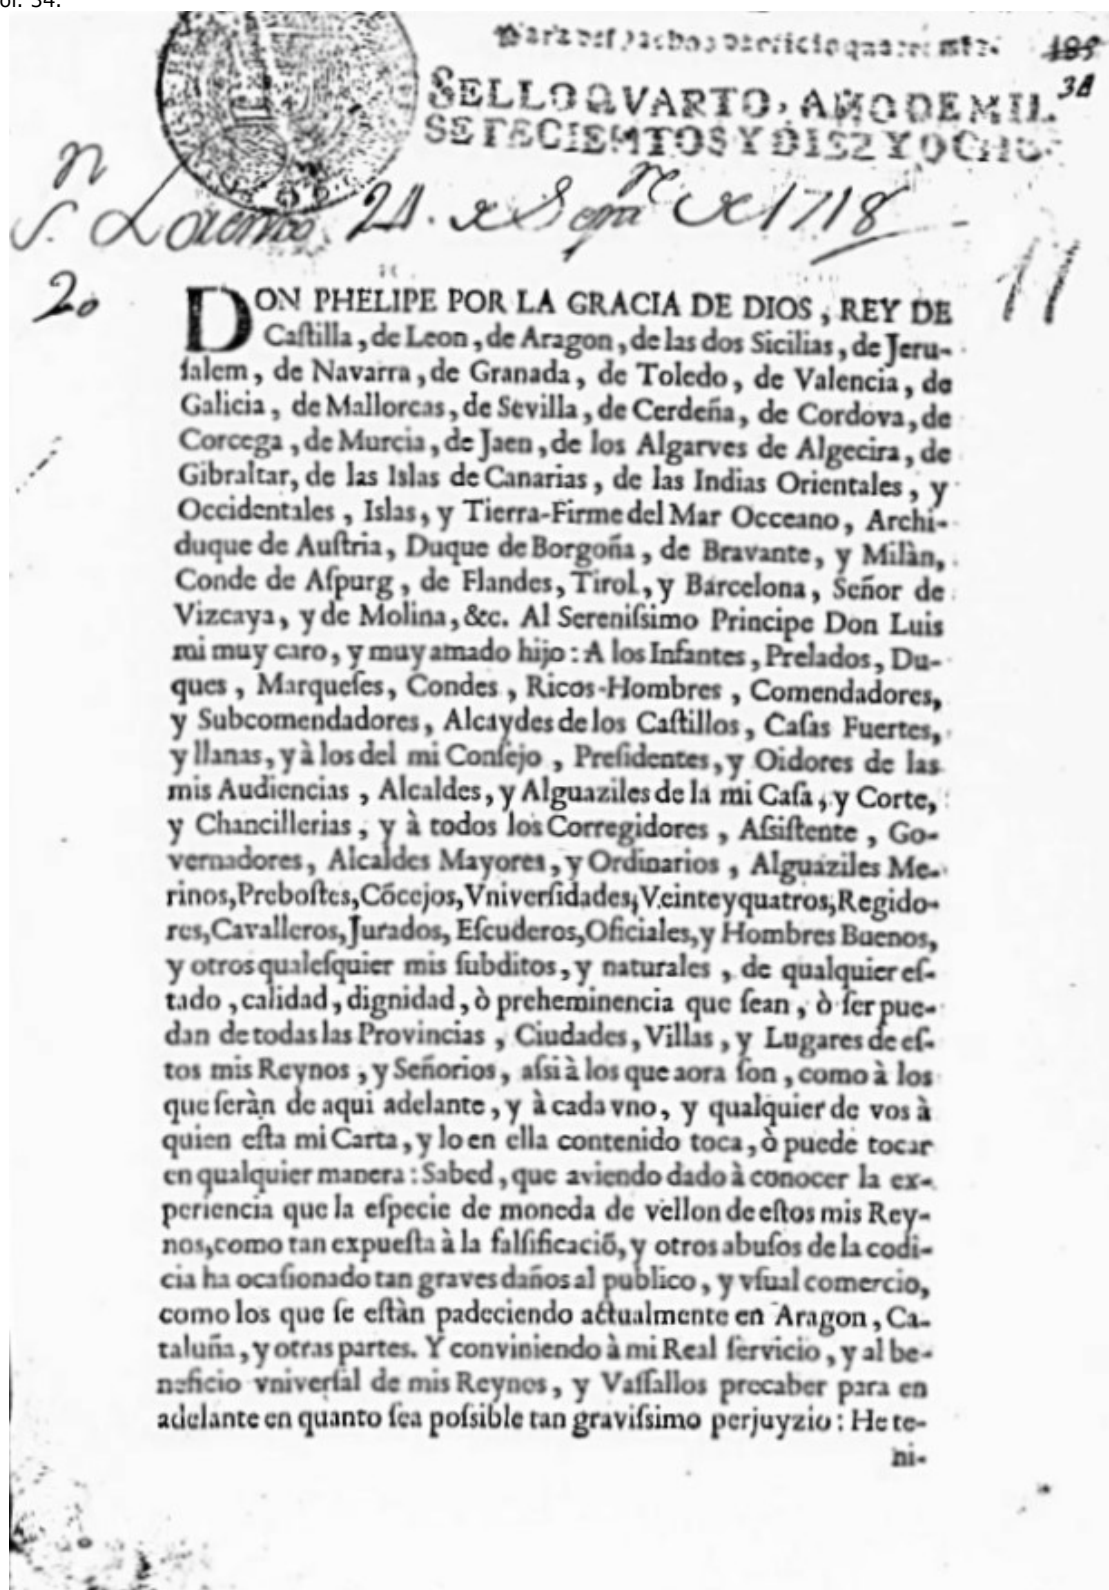 ol. 34.
Para despachos de oficio quatro mrs.
185
34
SELLO QVARTO, AÑO DE MIL
SETECIENTOS Y DIEZ Y OCHO.
n
S. Lorenzo 24. de Sepre de 1718
20
11
DON PHELIPE POR LA GRACIA DE DIOS, REY DE
Caſtilla, de Leon, de Aragon, de las dos Sicilias, de Jeru-
ſalem, de Navarra, de Granada, de Toledo, de Valencia, de
Galicia, de Mallorcas, de Sevilla, de Cerdeña, de Cordova, de
Corcega, de Murcia, de Jaen, de los Algarves de Algecira, de
Gibraltar, de las Islas de Canarias, de las Indias Orientales, y
Occidentales, Islas, y Tierra-Firme del Mar Occeano, Archi-
duque de Auſtria, Duque de Borgoña, de Bravante, y Milàn,
Conde de Aſpurg, de Flandes, Tirol, y Barcelona, Señor de
Vizcaya, y de Molina, &c. Al Sereniſsimo Principe Don Luis
mi muy caro, y muy amado hijo: A los Infantes, Prelados, Du-
ques, Marqueſes, Condes, Ricos-Hombres, Comendadores,
y Subcomendadores, Alcaydes de los Caſtillos, Caſas Fuertes,
y llanas, y à los del mi Conſejo, Preſidentes, y Oidores de las
mis Audiencias, Alcaldes, y Alguaziles de la mi Caſa, y Corte,
y Chancillerias, y à todos los Corregidores, Aſsiſtente, Go-
vernadores, Alcaldes Mayores, y Ordinarios, Alguaziles Me-
rinos, Preboſtes, Cõcejos, Vniverſidades, Veinteyquatros, Regido-
res, Cavalleros, Jurados, Eſcuderos, Oficiales, y Hombres Buenos,
y otros qualeſquier mis ſubditos, y naturales, de qualquier eſ-
tado, calidad, dignidad, ò preheminencia que ſean, ò ſer pue-
dan de todas las Provincias, Ciudades, Villas, y Lugares de eſ-
tos mis Reynos, y Señorios, aſsi à los que aora ſon, como à los
que ſeràn de aqui adelante, y à cada vno, y qualquier de vos à
quien eſta mi Carta, y lo en ella contenido toca, ò puede tocar
en qualquier manera: Sabed, que aviendo dado à conocer la ex-
periencia que la eſpecie de moneda de vellon de eſtos mis Rey-
nos, como tan expueſta à la falſificaciõ, y otros abuſos de la codi-
cia ha ocaſionado tan graves daños al publico, y vſual comercio,
como los que ſe eſtàn padeciendo actualmente en Aragon, Ca-
taluña, y otras partes. Y conviniendo à mi Real ſervicio, y al be-
neficio vniverſal de mis Reynos, y Vaſſallos precaber para en
adelante en quanto ſea poſsible tan graviſsimo perjuyzio: He te-
ni-